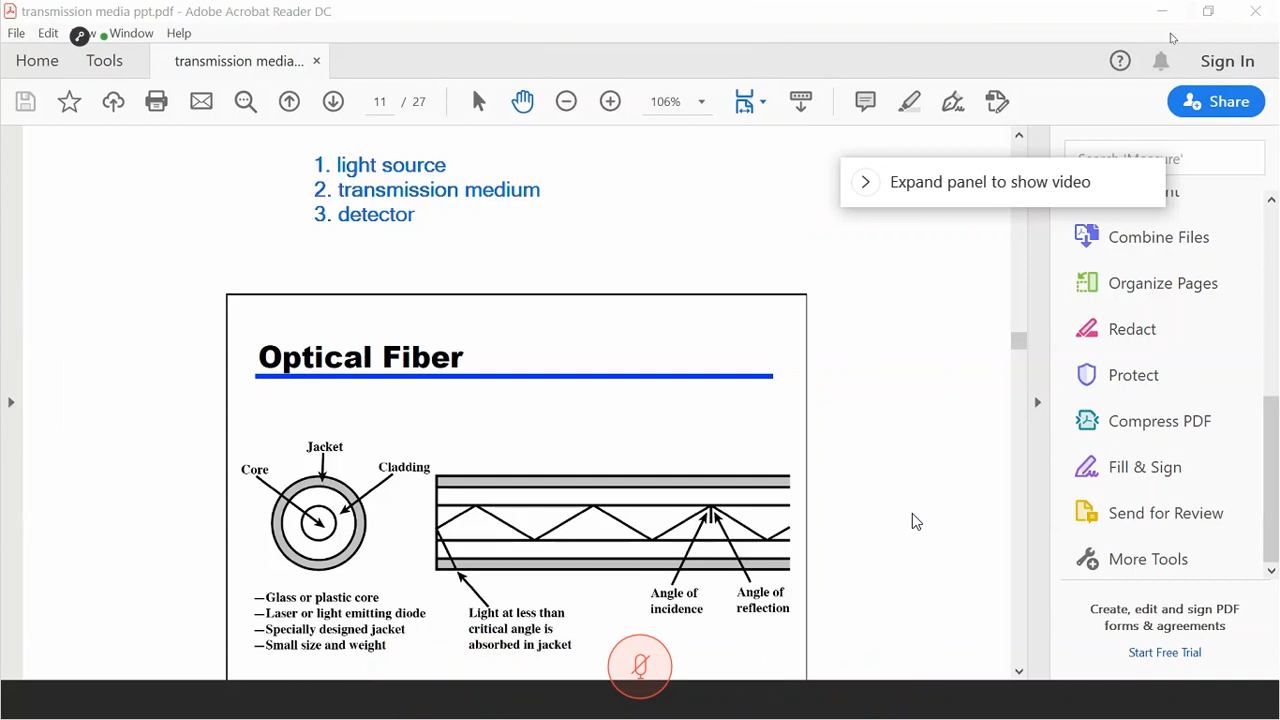 transmission media ppt.pdf - Adobe Acrobat Reader DC
File Edit Window Help
Home Tools transmission media... × Sign In
11 / 27 106% Share
1. light source
2. transmission medium
3. detector
Expand panel to show video
Combine Files
Organize Pages
Redact
Protect
Compress PDF
Fill & Sign
Send for Review
More Tools
Create, edit and sign PDF
forms & agreements
Start Free Trial
Optical Fiber
Jacket
Core
Cladding
—Glass or plastic core
—Laser or light emitting diode
—Specially designed jacket
—Small size and weight
Light at less than
critical angle is
absorbed in jacket
Angle of
incidence
Angle of
reflection